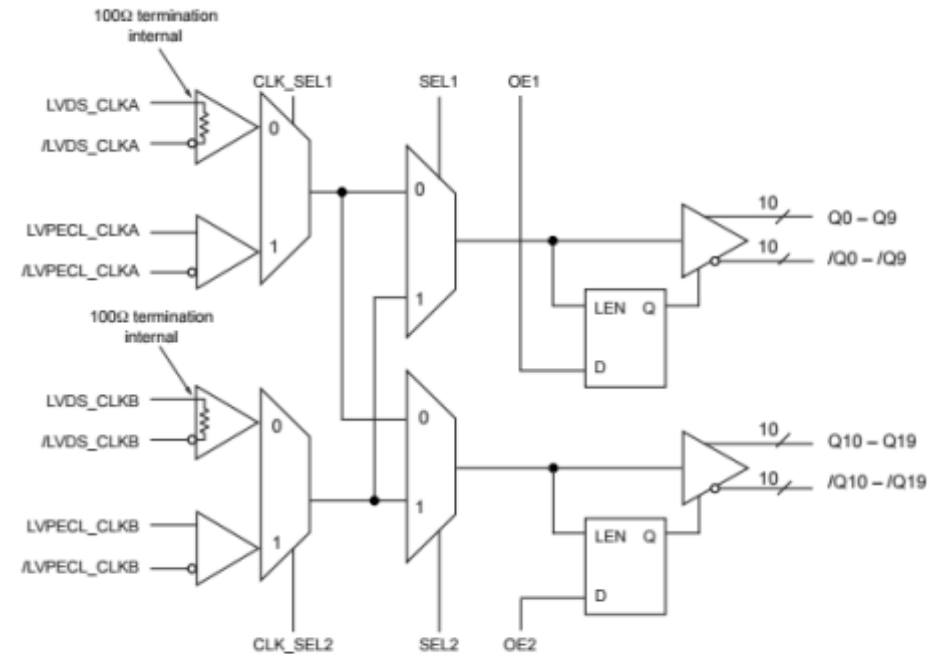 100Ω termination
internal
CLK_SEL1
SEL1
OE1
LVDS_CLKA
/LVDS_CLKA
0
LVPECL_CLKA
/LVPECL_CLKA
1
0
1
10
Q0 – Q9
10
/Q0 – /Q9
LEN Q
D
100Ω termination
internal
LVDS_CLKB
/LVDS_CLKB
0
LVPECL_CLKB
/LVPECL_CLKB
1
0
1
10
Q10 – Q19
10
/Q10 – /Q19
LEN Q
D
CLK_SEL2
SEL2
OE2